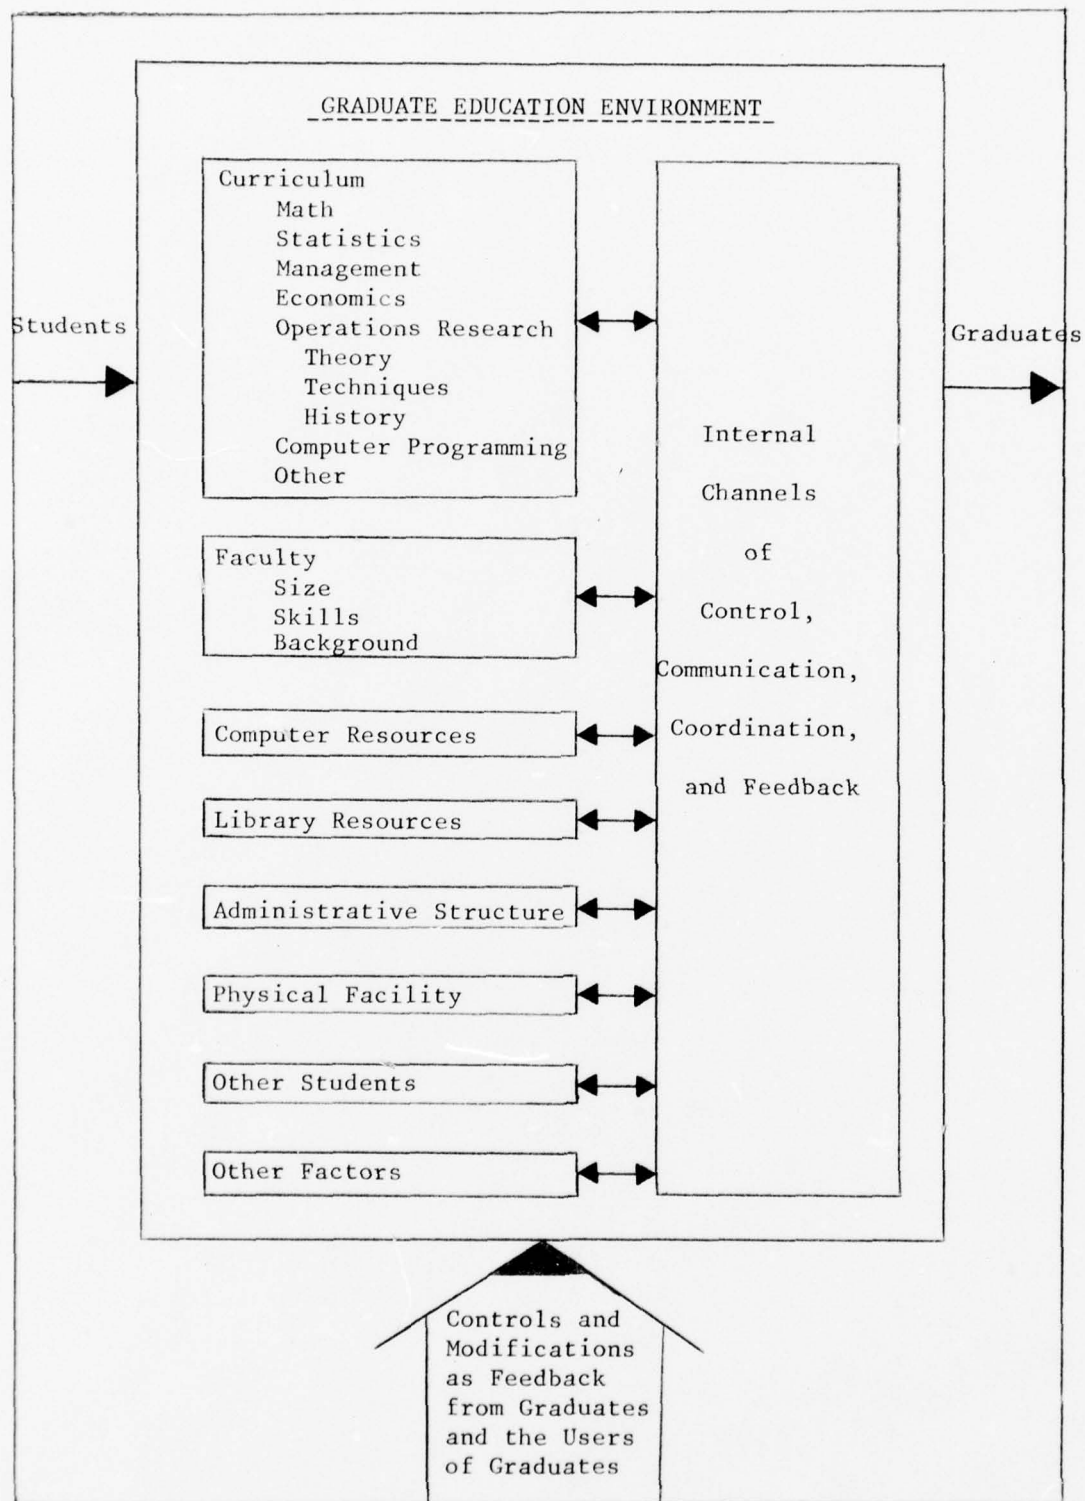 GRADUATE EDUCATION ENVIRONMENT
Students
Curriculum
Math
Statistics
Management
Economics
Operations Research
Theory
Techniques
History
Computer Programming
Other
Faculty
Size
Skills
Background
Computer Resources
Library Resources
Administrative Structure
Physical Facility
Other Students
Other Factors
Internal
Channels
of
Control,
Communication,
Coordination,
and Feedback
Graduates
Controls and
Modifications
as Feedback
from Graduates
and the Users
of Graduates